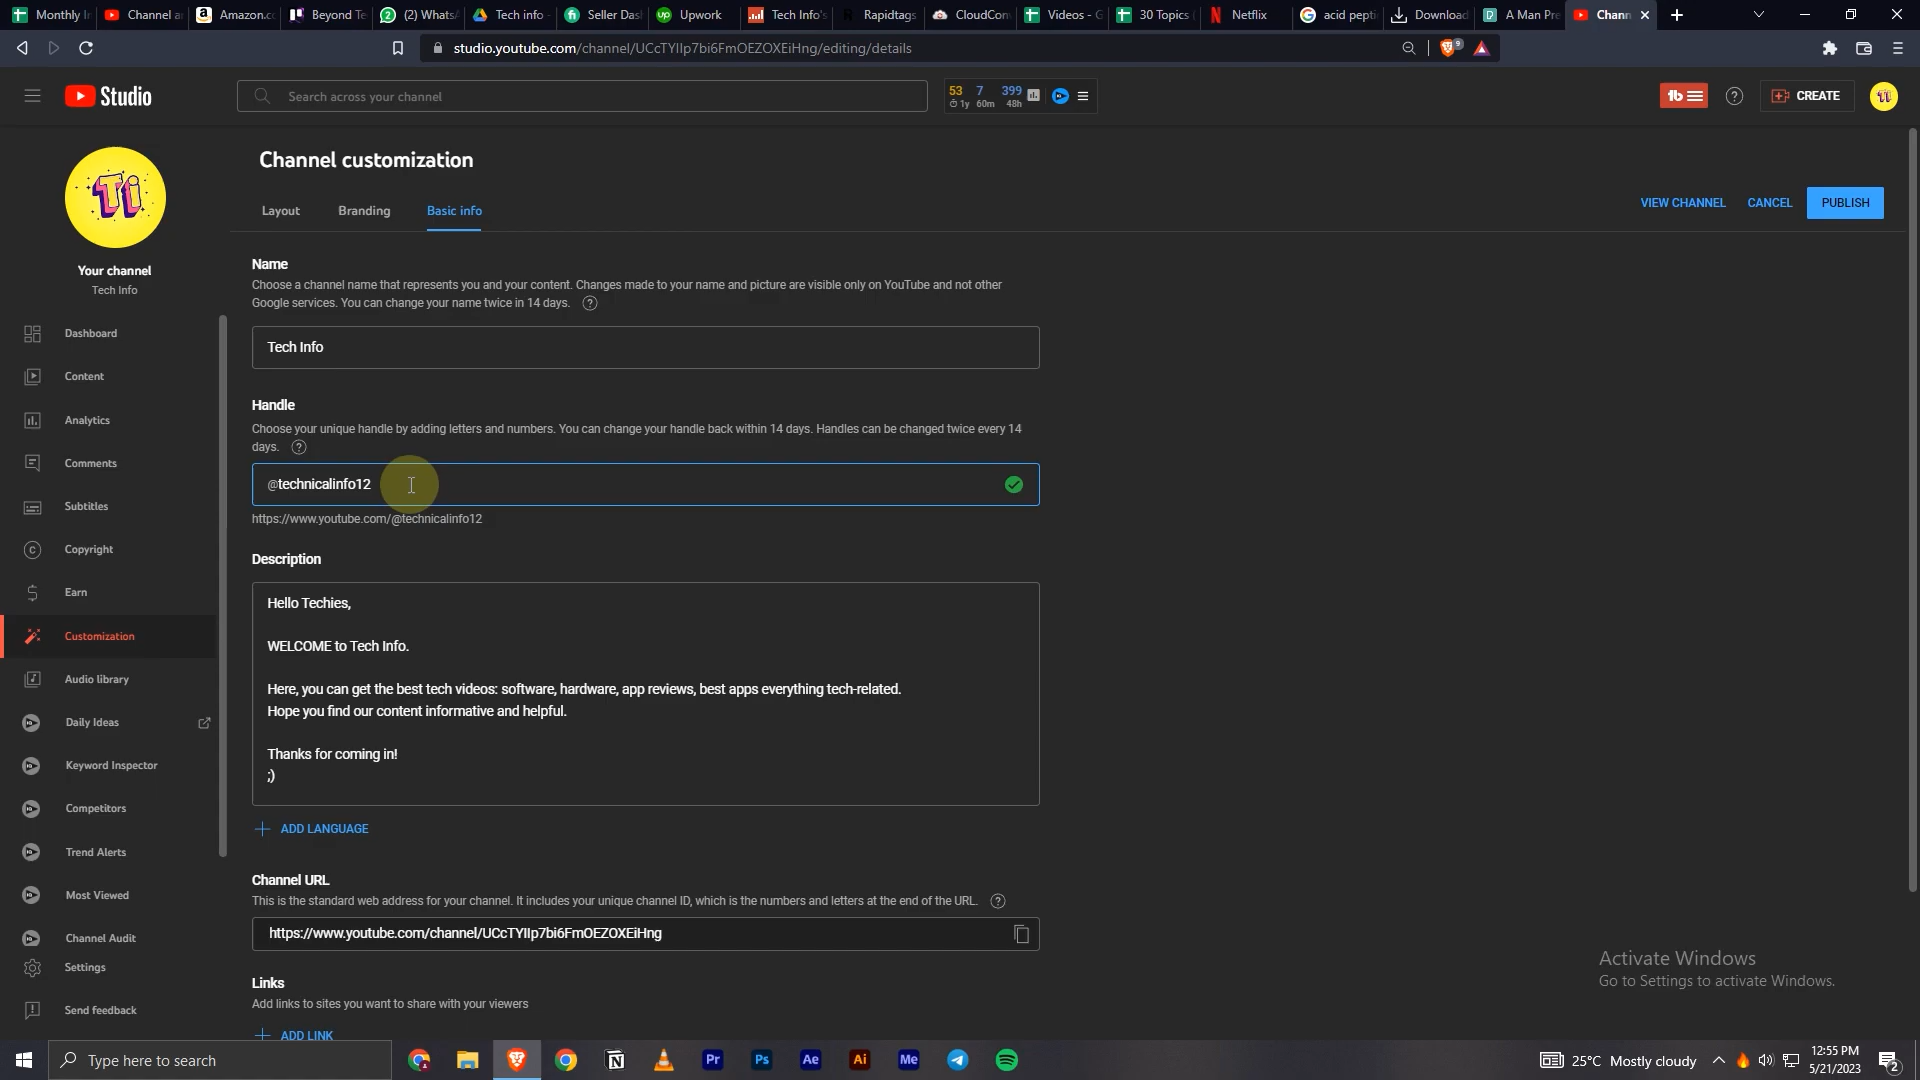 Monthly I
Channel a
Amazon.c
Beyond Te
(2) Whats
Tech info -
Seller Das
Upwork
Tech Info's
Rapidtags
CloudCon
Videos - G
30 Topics
Netflix
acid pepti
Download
A Man Pre
Chann
studio.youtube.com/channel/UCcTYIIp7bi6FmOEZOXEiHng/editing/details
Studio
Search across your channel
53 7 399
1y 60m 48h
CREATE
Channel customization
Layout Branding Basic info
VIEW CHANNEL CANCEL PUBLISH
Your channel
Tech Info
Dashboard
Content
Analytics
Comments
Subtitles
Copyright
Earn
Customization
Audio library
Daily Ideas
Keyword Inspector
Competitors
Trend Alerts
Most Viewed
Channel Audit
Settings
Send feedback
Name
Choose a channel name that represents you and your content. Changes made to your name and picture are visible only on YouTube and not other
Google services. You can change your name twice in 14 days.
Tech Info
Handle
Choose your unique handle by adding letters and numbers. You can change your handle back within 14 days. Handles can be changed twice every 14
days.
@technicalinfo12
https://www.youtube.com/@technicalinfo12
Description
Hello Techies,
WELCOME to Tech Info.
Here, you can get the best tech videos: software, hardware, app reviews, best apps everything tech-related.
Hope you find our content informative and helpful.
Thanks for coming in!
;)
ADD LANGUAGE
Channel URL
This is the standard web address for your channel. It includes your unique channel ID, which is the numbers and letters at the end of the URL.
https://www.youtube.com/channel/UCcTYIIp7bi6FmOEZOXEiHng
Links
Add links to sites you want to share with your viewers
ADD LINK
Activate Windows
Go to Settings to activate Windows.
Type here to search
Pr
Ps
Ae
Ai
Me
25°C Mostly cloudy
12:55 PM
5/21/2023
2